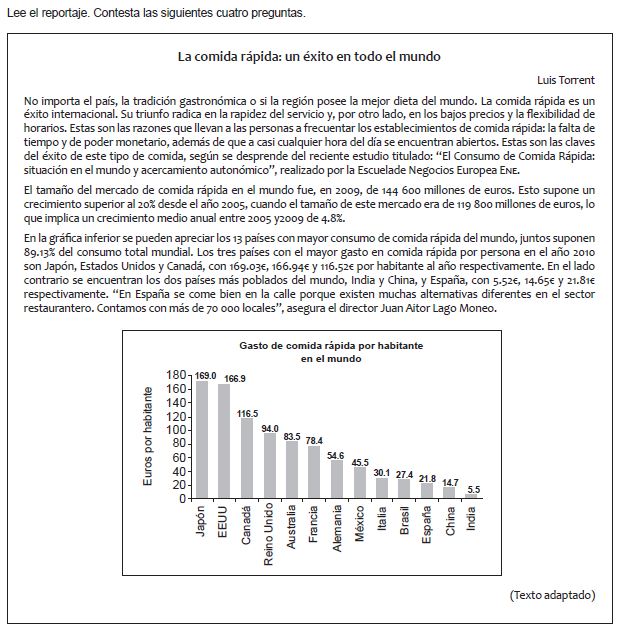 Lee el reportaje. Contesta las siguientes cuatro preguntas.
La comida rápida: un éxito en todo el mundo
Luis Torrent
No importa el país, la tradición gastronómica o si la región posee la mejor dieta del mundo. La comida rápida es un
éxito internacional. Su triunfo radica en la rapidez del servicio y, por otro lado, en los bajos precios y la flexibilidad de
horarios. Estas son las razones que llevan a las personas a frecuentar los establecimientos de comida rápida: la falta de
tiempo y de poder monetario, además de que a casi cualquier hora del día se encuentran abiertos. Estas son las claves
del éxito de este tipo de comida, según se desprende del reciente estudio titulado: “El Consumo de Comida Rápida:
situación en el mundo y acercamiento autonómico”, realizado por la Escuelade Negocios Europea ENE.
El tamaño del mercado de comida rápida en el mundo fue, en 2009, de 144 600 millones de euros. Esto supone un
crecimiento superior al 20% desde el año 2005, cuando el tamaño de este mercado era de 119 800 millones de euros, lo
que implica un crecimiento medio anual entre 2005 y2009 de 4.8%.
En la gráfica inferior se pueden apreciar los 13 países con mayor consumo de comida rápida del mundo, juntos suponen
89.13% del consumo total mundial. Los tres países con el mayor gasto en comida rápida por persona en el año 2010
son Japón, Estados Unidos y Canadá, con 169.03€, 166.94€ y 116.52€ por habitante al año respectivamente. En el lado
contrario se encuentran los dos países más poblados del mundo, India y China, y España, con 5.52€, 14.65€ y 21.81€
respectivamente. “En España se come bien en la calle porque existen muchas alternativas diferentes en el sector
restaurantero. Contamos con más de 70 000 locales”, asegura el director Juan Aitor Lago Moneo.
Gasto de comida rápida por habitante
en el mundo
Euros por habitante
180
160
140
120
100
80
60
40
20
0
169.0
166.9
116.5
94.0
83.5
78.4
54.6
45.5
30.1
27.4
21.8
14.7
5.5
Japón
EEUU
Canadá
Reino Unido
Australia
Francia
Alemania
México
Italia
Brasil
España
China
India
(Texto adaptado)